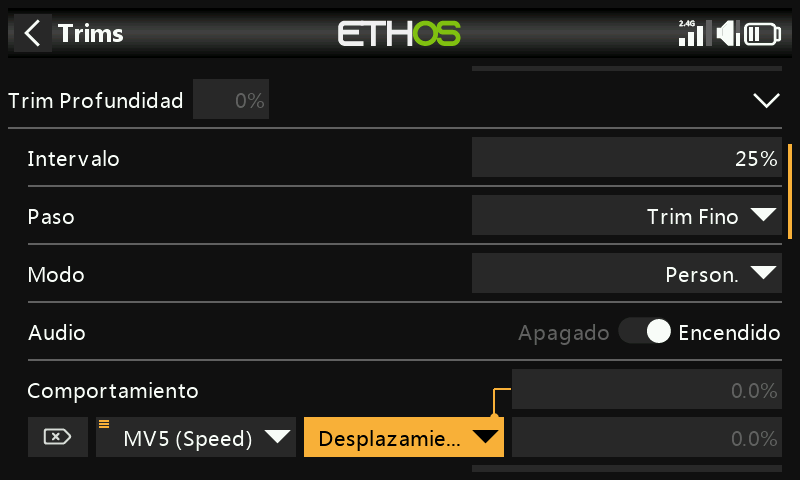 Trims
ETHOS
2.4G
Trim Profundidad 0%
Intervalo 25%
Paso Trim Fino
Modo Person.
Audio Apagado Encendido
Comportamiento 0.0%
MV5 (Speed) Desplazamie... 0.0%